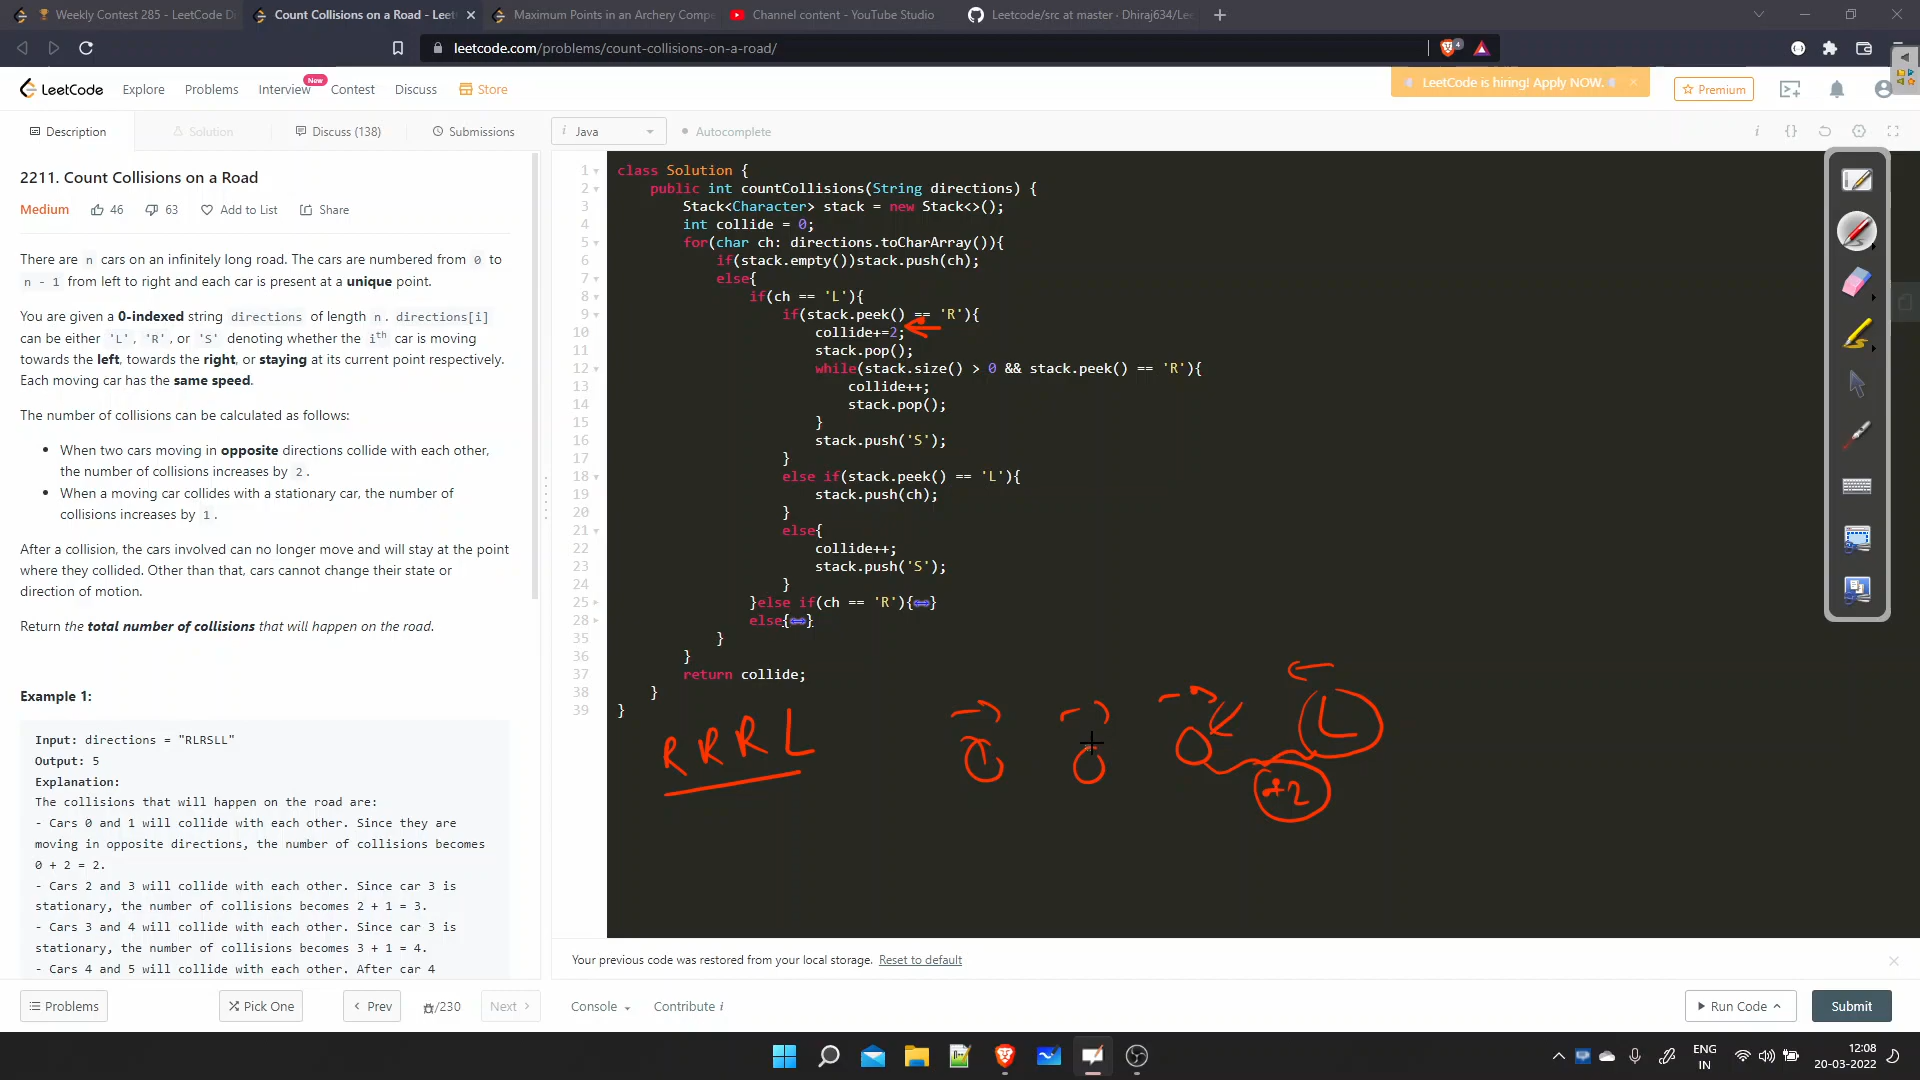 Weekly Contest 285 - LeetCode D
Count Collisions on a Road - Leet
Maximum Points in an Archery Compe
Channel content - YouTube Studio
Leetcode/src at master · Dhiraj634/Le
leetcode.com/problems/count-collisions-on-a-road/
4
LeetCode
Explore
Problems
Interview
New
Contest
Discuss
Store
LeetCode is hiring! Apply NOW.
Premium
Description
Solution
Discuss (138)
Submissions
i Java
Autocomplete
2211. Count Collisions on a Road
Medium
46
63
Add to List
Share
There are n cars on an infinitely long road. The cars are numbered from 0 to
n - 1 from left to right and each car is present at a unique point.
You are given a 0-indexed string directions of length n. directions[i]
can be either 'L', 'R', or 'S' denoting whether the ith car is moving
towards the left, towards the right, or staying at its current point respectively.
Each moving car has the same speed.
The number of collisions can be calculated as follows:
• When two cars moving in opposite directions collide with each other,
the number of collisions increases by 2.
• When a moving car collides with a stationary car, the number of
collisions increases by 1.
After a collision, the cars involved can no longer move and will stay at the point
where they collided. Other than that, cars cannot change their state or
direction of motion.
Return the total number of collisions that will happen on the road.
Example 1:
Input: directions = "RLRSLL"
Output: 5
Explanation:
The collisions that will happen on the road are:
- Cars 0 and 1 will collide with each other. Since they are
moving in opposite directions, the number of collisions becomes
0 + 2 = 2.
- Cars 2 and 3 will collide with each other. Since car 3 is
stationary, the number of collisions becomes 2 + 1 = 3.
- Cars 3 and 4 will collide with each other. Since car 3 is
stationary, the number of collisions becomes 3 + 1 = 4.
- Cars 4 and 5 will collide with each other. After car 4
1 class Solution {
2 public int countCollisions(String directions) {
3 Stack<Character> stack = new Stack<>();
4 int collide = 0;
5 for(char ch: directions.toCharArray()){
6 if(stack.empty())stack.push(ch);
7 else{
8 if(ch == 'L'){
9 if(stack.peek() == 'R'){
10 collide+=2;
11 stack.pop();
12 while(stack.size() > 0 && stack.peek() == 'R'){
13 collide++;
14 stack.pop();
15 }
16 stack.push('S');
17 }
18 else if(stack.peek() == 'L'){
19 stack.push(ch);
20 }
21 else{
22 collide++;
23 stack.push('S');
24 }
25 }else if(ch == 'R'){↔}
28 else{↔}
35 }
36 }
37 return collide;
38 }
39 }
R R R L
L
+2
Your previous code was restored from your local storage. Reset to default
Problems
Pick One
Prev
/230
Next
Console
Contribute i
Run Code
Submit
ENG
IN
12:08
20-03-2022